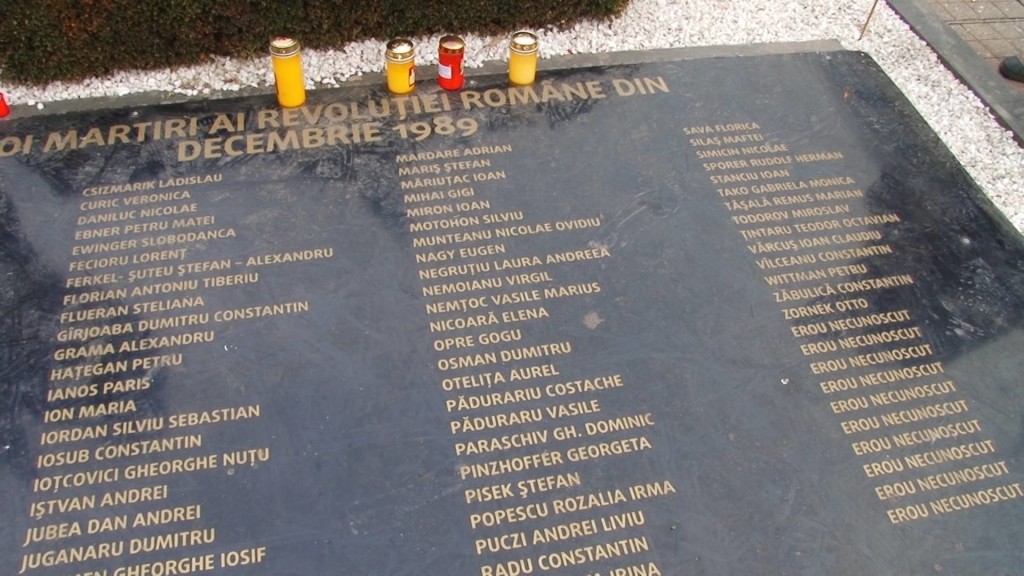 OI MARTIRI AI REVOLUȚIEI ROMÂNE DIN
DECEMBRIE 1989
CSIZMARIK LADISLAU
CURIC VERONICA
DANILUC NICOLAE
EBNER PETRU MATEI
EWINGER SLOBODANCA
FECIORU LORENȚ
FERKEL- ȘUTEU ȘTEFAN - ALEXANDRU
FLORIAN ANTONIU TIBERIU
FLUERAN STELIANA
GÎRJOABA DUMITRU CONSTANTIN
GRAMA ALEXANDRU
HAȚEGAN PETRU
IANOS PARIS
ION MARIA
IORDAN SILVIU SEBASTIAN
IOSUB CONSTANTIN
IOȚCOVICI GHEORGHE NUȚU
IȘTVAN ANDREI
JUBEA DAN ANDREI
JUGANARU DUMITRU
GHEORGHE IOSIF
MARDARE ADRIAN
MARIȘ ȘTEFAN
MĂRIUȚAC IOAN
MIHAI GIGI
MIRON IOAN
MOTOHON SILVIU
MUNTEANU NICOLAE OVIDIU
NAGY EUGEN
NEGRUȚIU LAURA ANDREEA
NEMOIANU VIRGIL
NEMȚOC VASILE MARIUS
NICOARĂ ELENA
OPRE GOGU
OSMAN DUMITRU
OTELIȚA AUREL
PĂDURARIU COSTACHE
PĂDURARU VASILE
PARASCHIV GH. DOMINIC
PINZHOFFER GEORGETA
PISEK ȘTEFAN
POPESCU ROZALIA IRMA
PUCZI ANDREI LIVIU
RADU CONSTANTIN
IRINA
SAVA FLORICA
SILAȘ MAFTEI
SIMICIN NICOLAE
SPORER RUDOLF HERMAN
STANCIU IOAN
TAKO GABRIELA MONICA
TĂȘALĂ REMUS MARIAN
TODOROV MIROSLAV
ȚINTARU TEODOR OCTAVIAN
VÂRCUȘ IOAN CLAUDIU
VILCEANU CONSTANTIN
WITTMAN PETRU
ZĂBULICĂ CONSTANTIN
ZORNEK OTTO
EROU NECUNOSCUT
EROU NECUNOSCUT
EROU NECUNOSCUT
EROU NECUNOSCUT
EROU NECUNOSCUT
EROU NECUNOSCUT
EROU NECUNOSCUT
EROU NECUNOSCUT
EROU NECUNOSCUT